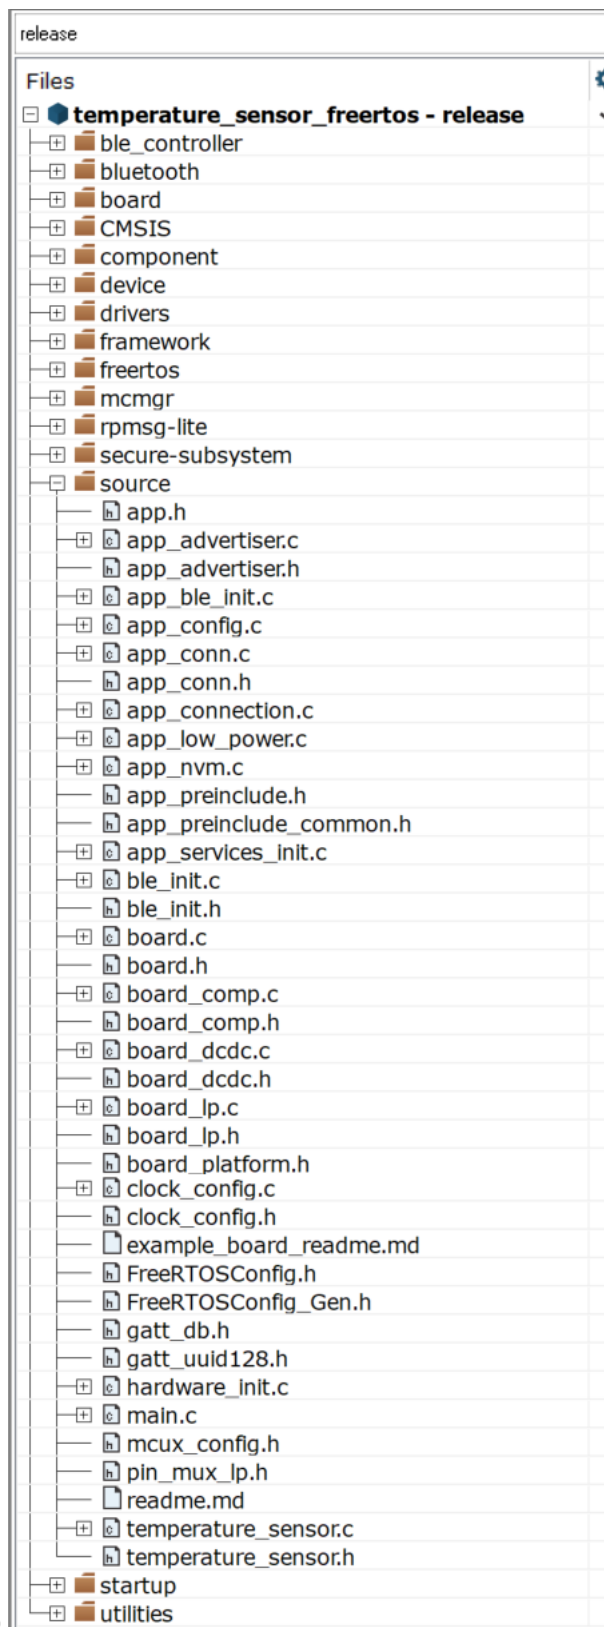 release
Files
temperature_sensor_freertos - release
ble_controller
bluetooth
board
CMSIS
component
device
drivers
framework
freertos
mcmgr
rpmsg-lite
secure-subsystem
source
app.h
app_advertiser.c
app_advertiser.h
app_ble_init.c
app_config.c
app_conn.c
app_conn.h
app_connection.c
app_low_power.c
app_nvm.c
app_preinclude.h
app_preinclude_common.h
app_services_init.c
ble_init.c
ble_init.h
board.c
board.h
board_comp.c
board_comp.h
board_dcdc.c
board_dcdc.h
board_lp.c
board_lp.h
board_platform.h
clock_config.c
clock_config.h
example_board_readme.md
FreeRTOSConfig.h
FreeRTOSConfig_Gen.h
gatt_db.h
gatt_uuid128.h
hardware_init.c
main.c
mcux_config.h
pin_mux_lp.h
readme.md
temperature_sensor.c
temperature_sensor.h
startup
utilities